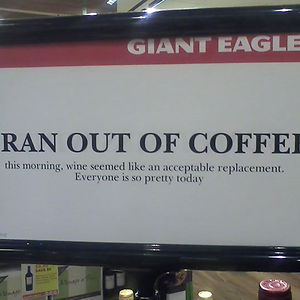 GIANT EAGLE
RAN OUT OF COFFEE
this morning, wine seemed like an acceptable replacement.
Everyone is so pretty today